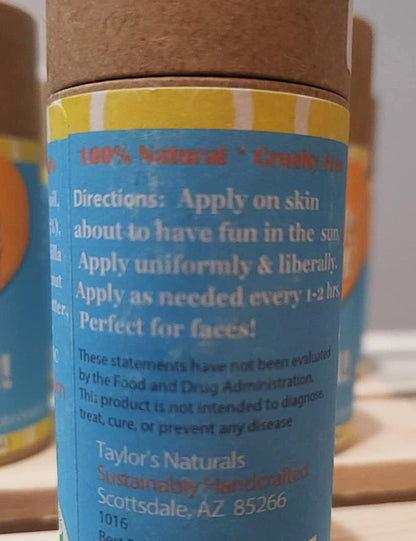 100% Natural * Cruelty Free
Directions: Apply on skin
about to have fun in the sun.
Apply uniformly & liberally.
Apply as needed every 1-2 hrs.
Perfect for faces!
These statements have not been evaluated
by the Food and Drug Administration.
This product is not intended to diagnose,
treat, cure, or prevent any disease
Taylor's Naturals
Sustainably Handcrafted
Scottsdale, AZ 85266
1016